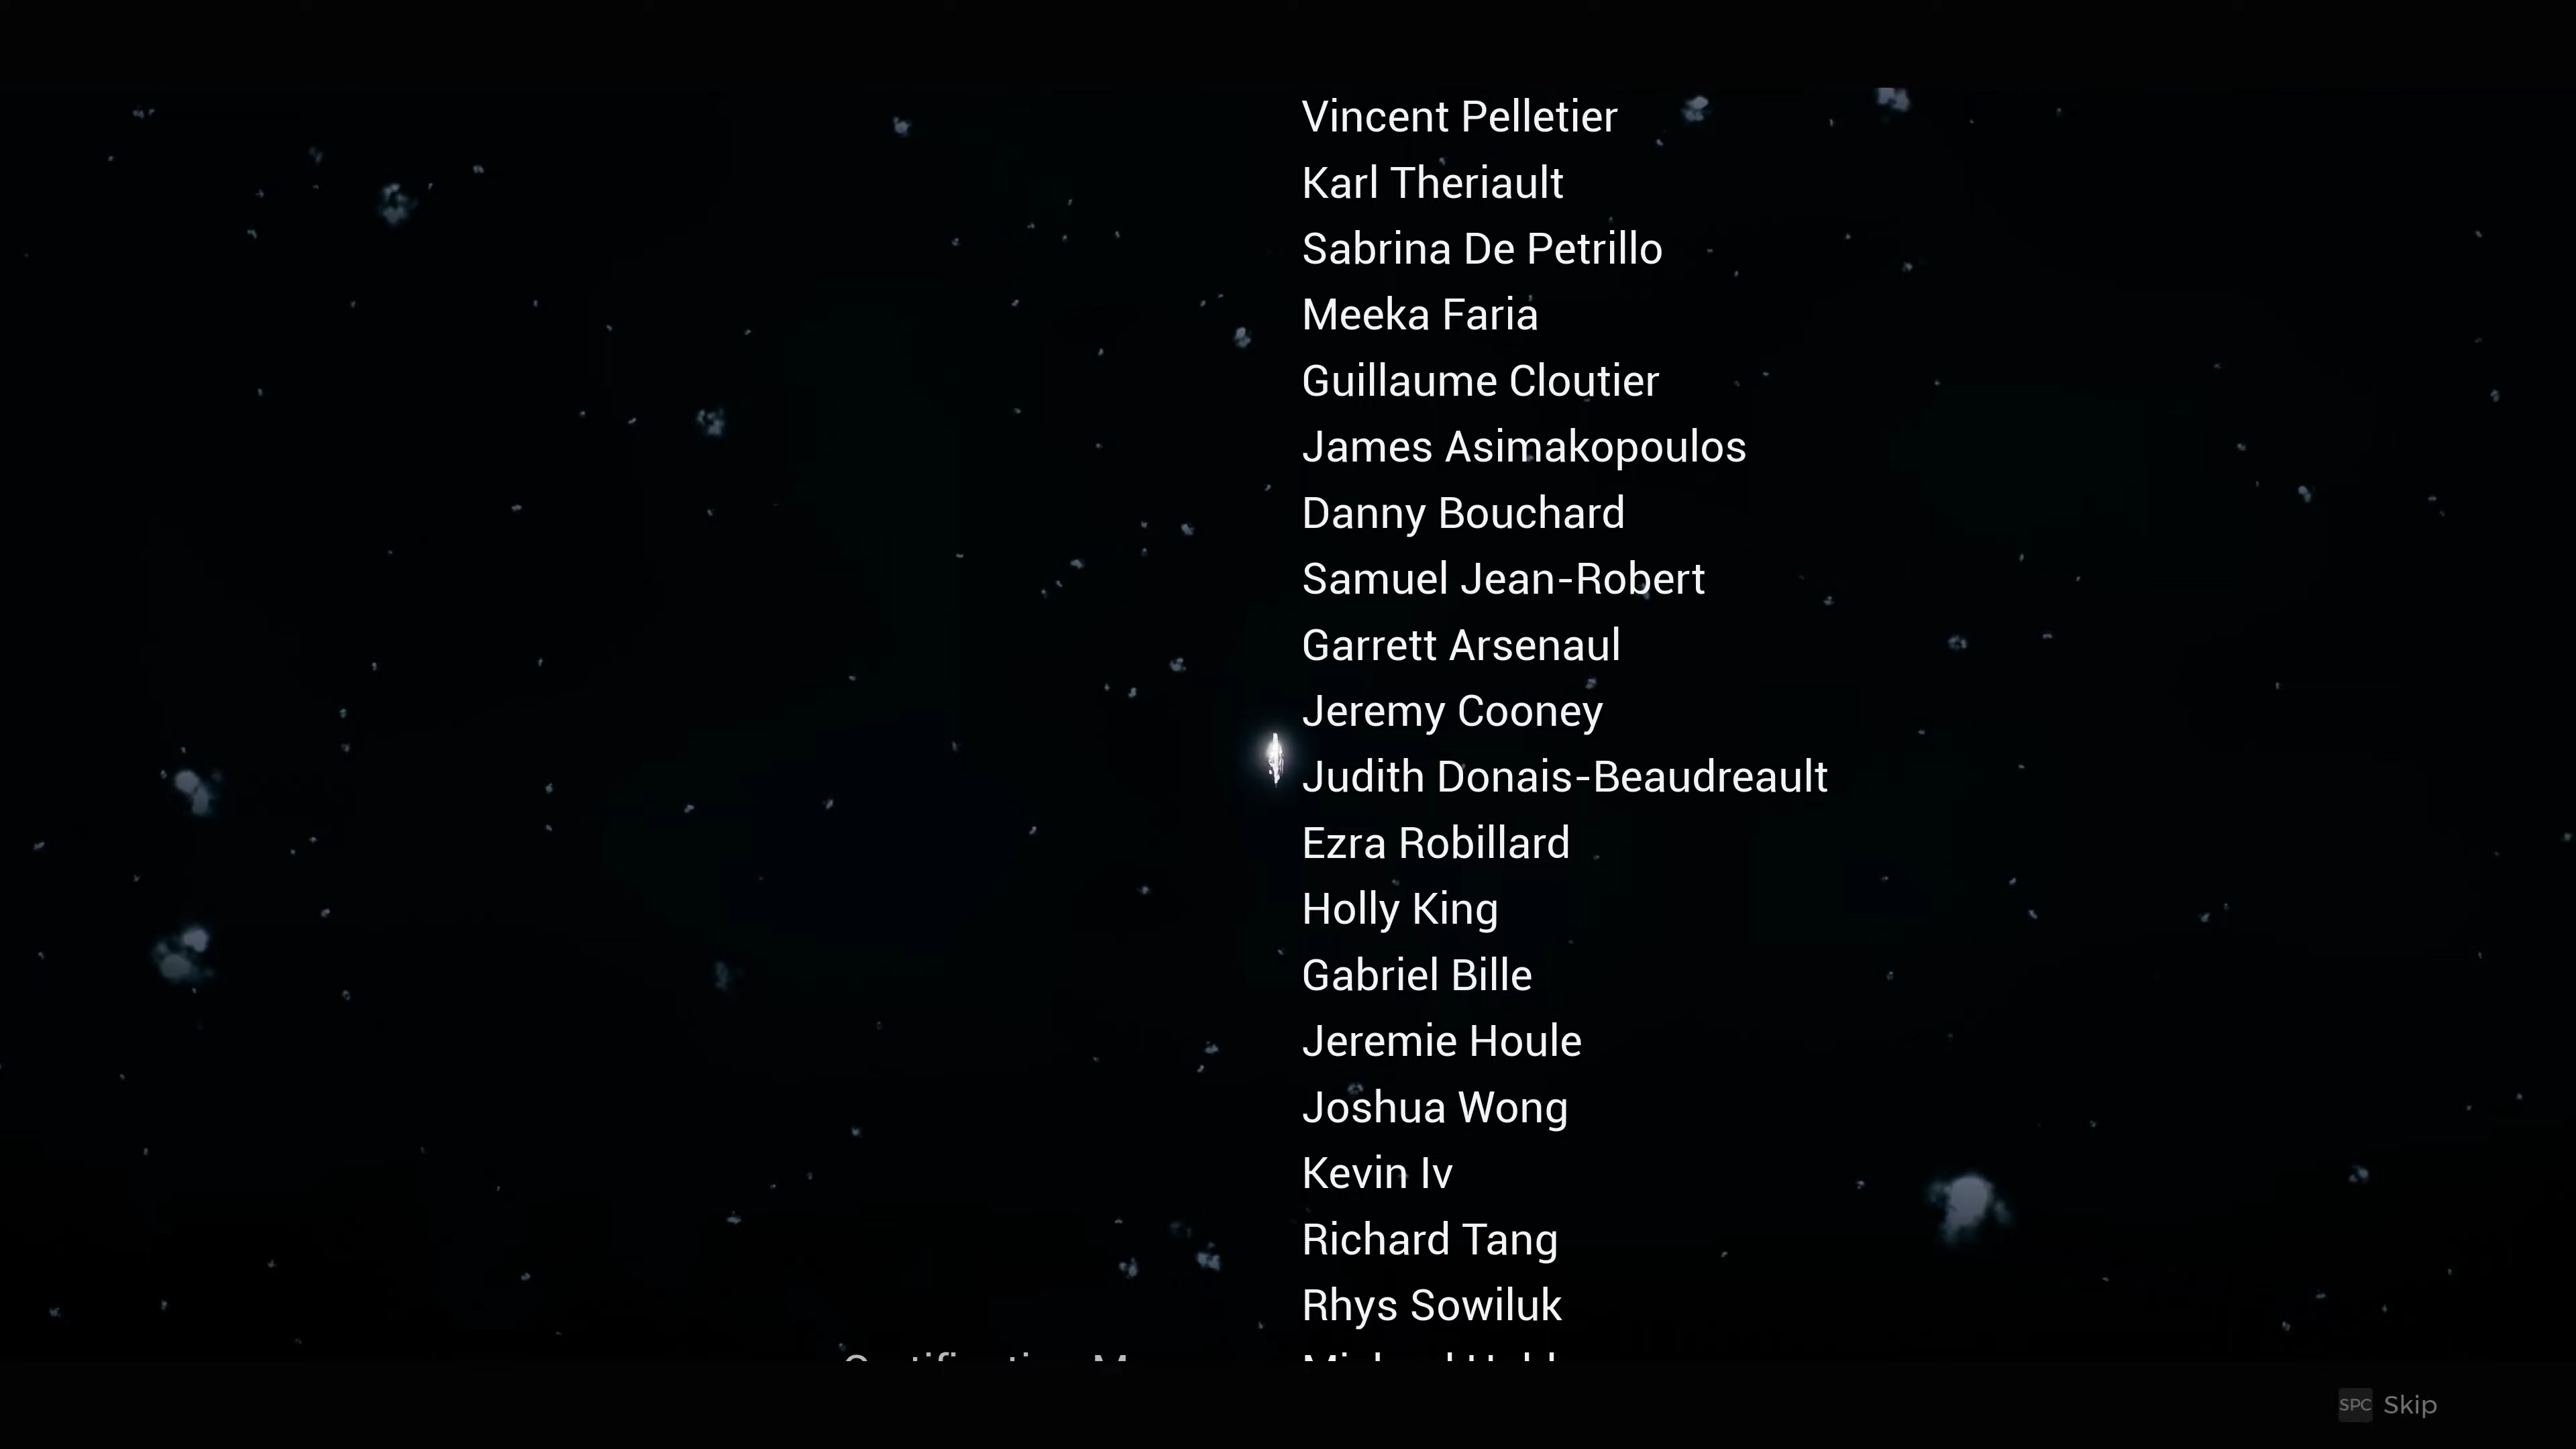 Vincent Pelletier
Karl Theriault
Sabrina De Petrillo
Meeka Faria
Guillaume Cloutier
James Asimakopoulos
Danny Bouchard
Samuel Jean-Robert
Garrett Arsenaul
Jeremy Cooney
Judith Donais-Beaudreault
Ezra Robillard
Holly King
Gabriel Bille
Jeremie Houle
Joshua Wong
Kevin Iv
Richard Tang
Rhys Sowiluk
SPC Skip